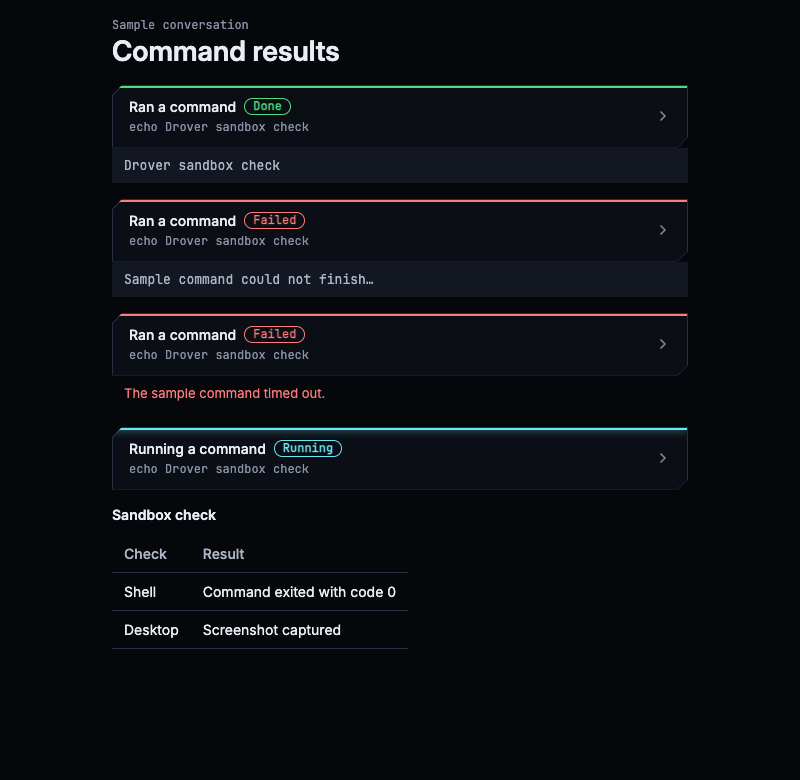 Sample conversation
Command results
Ran a command Done
echo Drover sandbox check
Drover sandbox check
Ran a command Failed
echo Drover sandbox check
Sample command could not finish…
Ran a command Failed
echo Drover sandbox check
The sample command timed out.
Running a command Running
echo Drover sandbox check
Sandbox check
Check Result
Shell Command exited with code 0
Desktop Screenshot captured